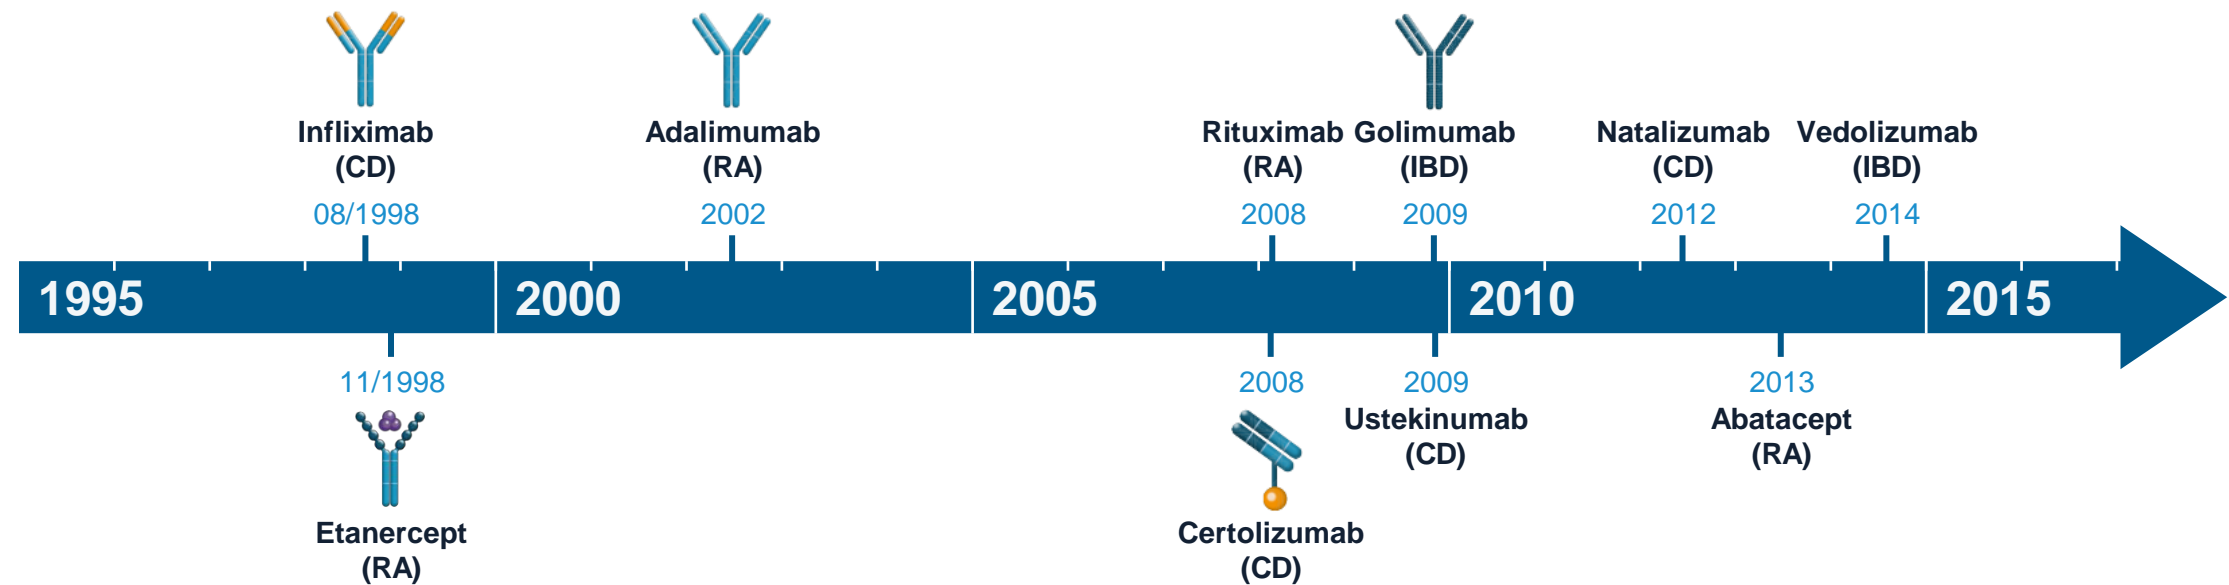 Infliximab
(CD)
08/1998
Adalimumab
(RA)
2002
Rituximab
(RA)
2008
Golimumab
(IBD)
2009
Natalizumab
(CD)
2012
Vedolizumab
(IBD)
2014
1995
2000
2005
2010
2015
11/1998
Etanercept
(RA)
2008
Certolizumab
(CD)
2009
Ustekinumab
(CD)
2013
Abatacept
(RA)